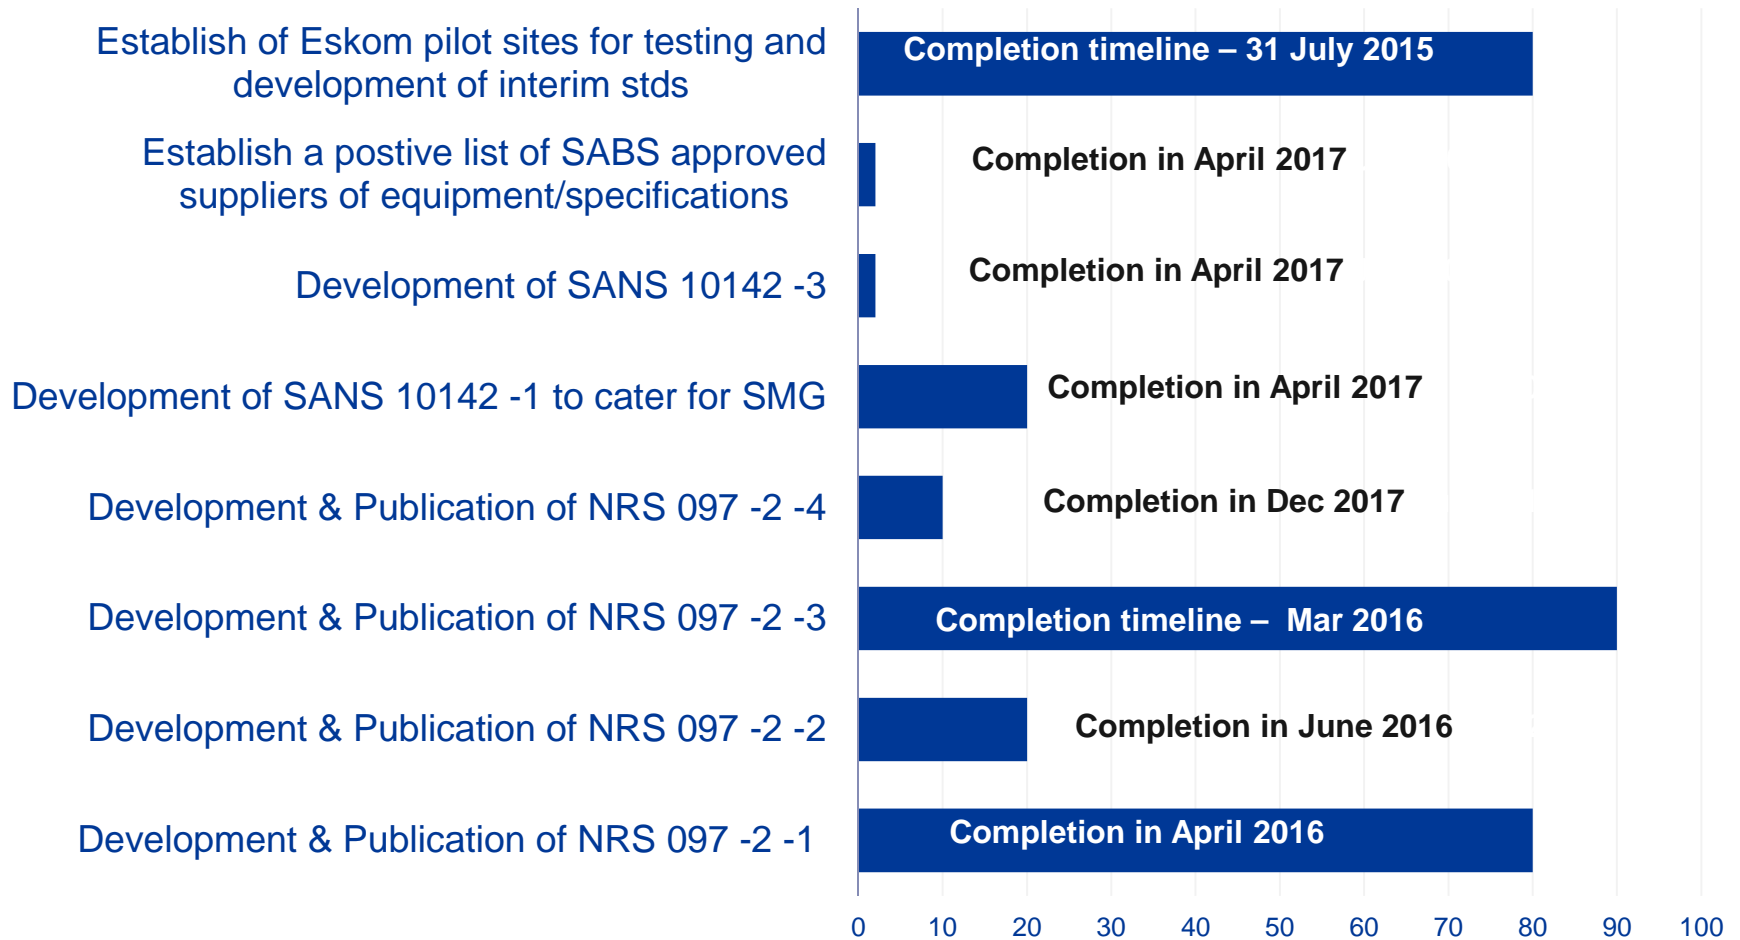 Establish of Eskom pilot sites for testing and
development of interim stds
Completion timeline – 31 July 2015
Establish a postive list of SABS approved
suppliers of equipment/specifications
Completion in April 2017
Development of SANS 10142 -3
Completion in April 2017
Development of SANS 10142 -1 to cater for SMG
Completion in April 2017
Development & Publication of NRS 097 -2 -4
Completion in Dec 2017
Development & Publication of NRS 097 -2 -3
Completion timeline – Mar 2016
Development & Publication of NRS 097 -2 -2
Completion in June 2016
Development & Publication of NRS 097 -2 -1
Completion in April 2016
0 10 20 30 40 50 60 70 80 90 100